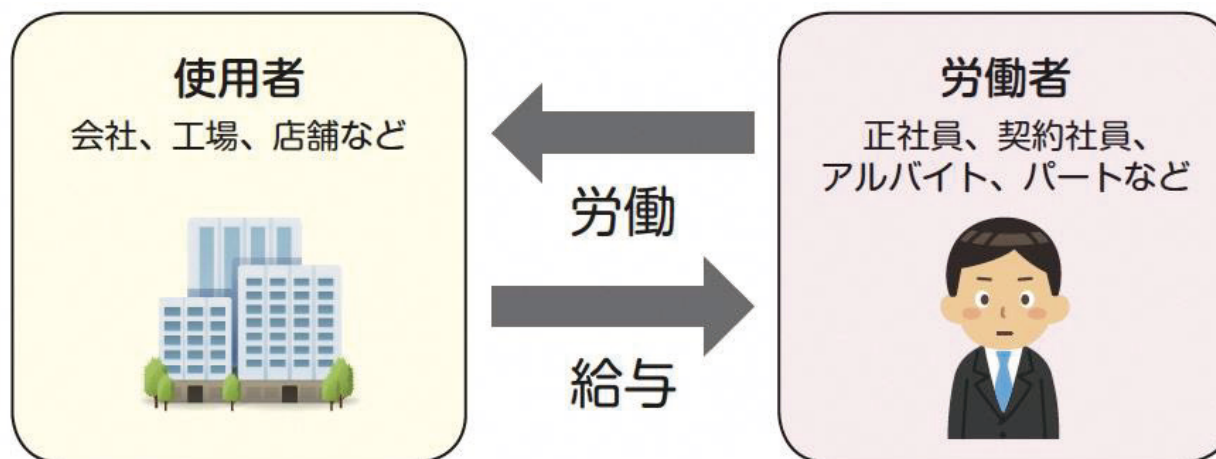 使用者
会社、工場、店舗など
労働
給与
労働者
正社員、契約社員、
アルバイト、パートなど